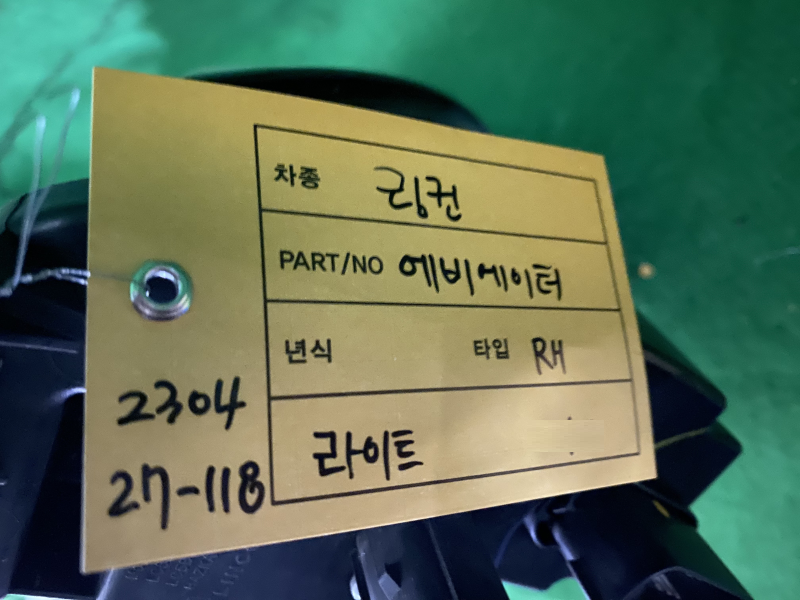 차종 링컨
PART/NO 에비에이터
년식 타입 RH
라이트
2304
27-118